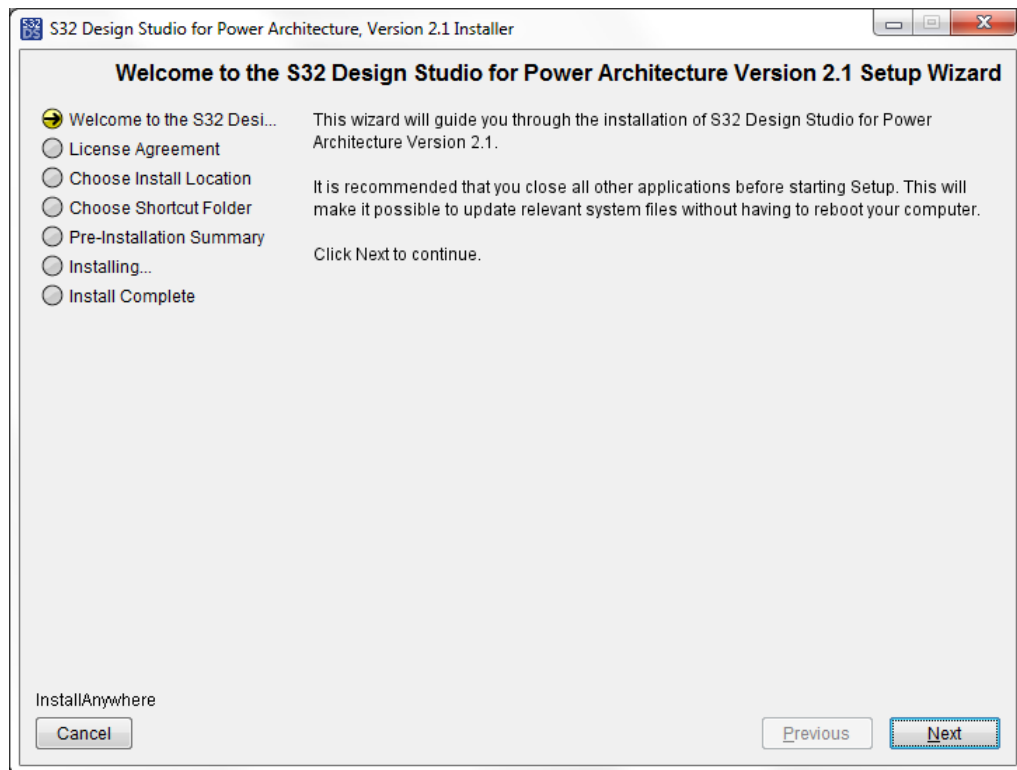 S32 DS
S32 Design Studio for Power Architecture, Version 2.1 Installer
Welcome to the S32 Design Studio for Power Architecture Version 2.1 Setup Wizard
Welcome to the S32 Desi...
License Agreement
Choose Install Location
Choose Shortcut Folder
Pre-Installation Summary
Installing...
Install Complete
This wizard will guide you through the installation of S32 Design Studio for Power
Architecture Version 2.1.
It is recommended that you close all other applications before starting Setup. This will
make it possible to update relevant system files without having to reboot your computer.
Click Next to continue.
InstallAnywhere
Cancel
Previous
Next